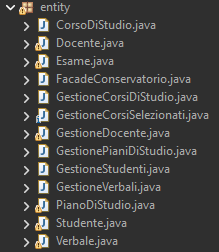 entity
CorsoDiStudio.java
Docente.java
Esame.java
FacadeConservatorio.java
GestioneCorsiDiStudio.java
GestioneCorsiSelezionati.java
GestioneDocente.java
GestionePianiDiStudio.java
GestioneStudenti.java
GestioneVerbali.java
PianoDiStudio.java
Studente.java
Verbale.java